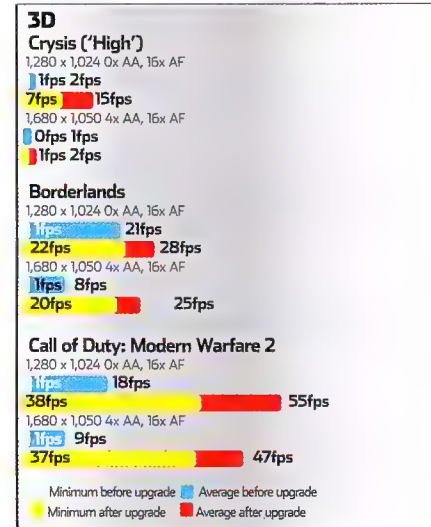 3D
Crysis ('High')
1,280 x 1,024 0x AA, 16x AF
1fps 2fps
7fps 15fps
1,680 x 1,050 4x AA, 16x AF
0fps 1fps
1fps 2fps
Borderlands
1,280 x 1,024 0x AA, 16x AF
1fps 21fps
22fps 28fps
1,680 x 1,050 4x AA, 16x AF
1fps 8fps
20fps 25fps
Call of Duty: Modern Warfare 2
1,280 x 1,024 0x AA, 16x AF
1fps 18fps
38fps 55fps
1,680 x 1,050 4x AA, 16x AF
1fps 9fps
37fps 47fps
Minimum before upgrade Average before upgrade
Minimum after upgrade Average after upgrade